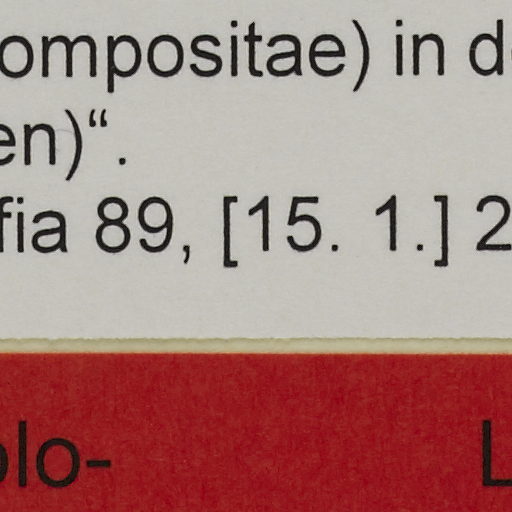 ompositae) in d
en)“.
fia 89, [15. 1.] 2
olo-
L